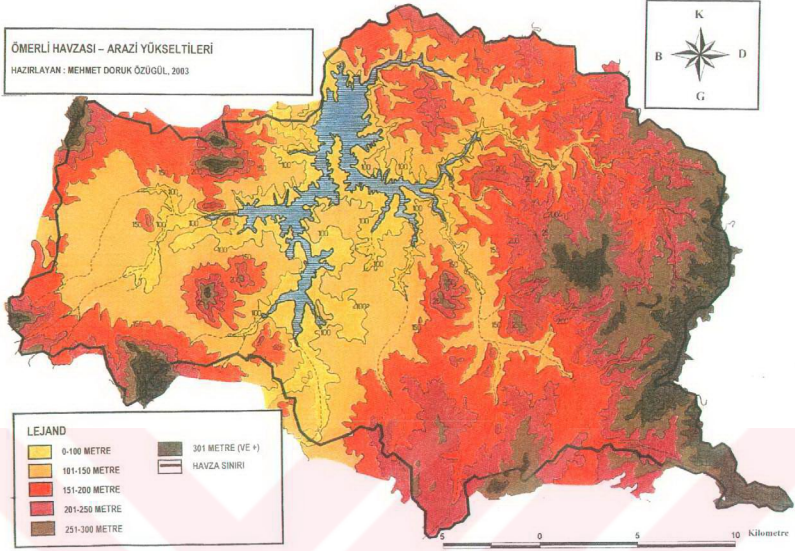 ÖMERLİ HAVZASI – ARAZİ YÜKSELTİLERİ
HAZIRLAYAN : MEHMET DORUK ÖZÜGÜL, 2003
K
B D
G
LEJAND
0-100 METRE
101-150 METRE
151-200 METRE
201-250 METRE
251-300 METRE
301 METRE (VE +)
HAVZA SINIRI
5 0 5 10 Kilometre